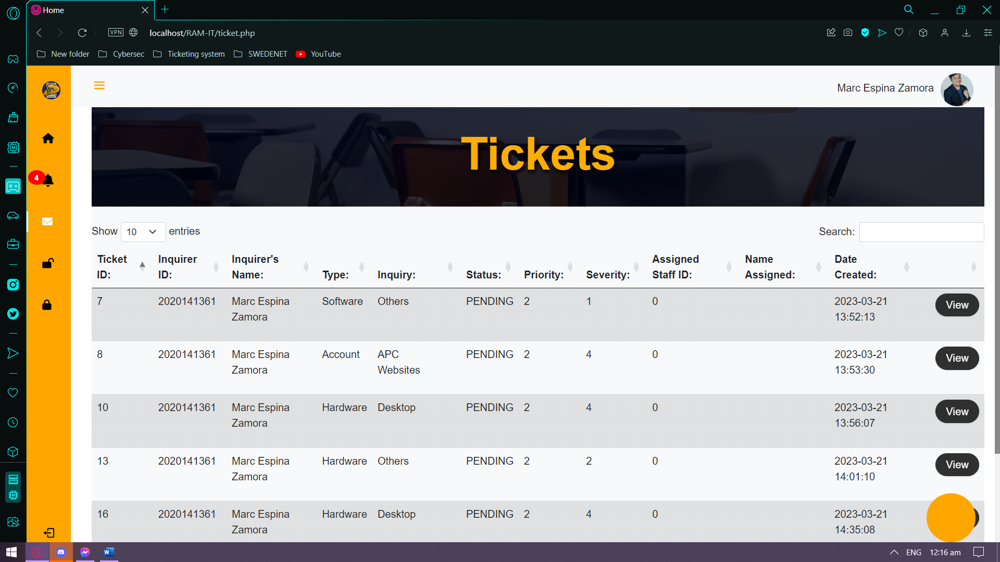 Home
VPN
localhost/RAM-IT/ticket.php
New folder Cybersec Ticketing system SWEDENET YouTube
Marc Espina Zamora
4
Tickets
Show 10 entries
Search:
Ticket ID: Inquirer ID: Inquirer's Name: Type: Inquiry: Status: Priority: Severity: Assigned Staff ID: Name Assigned: Date Created:
7 2020141361 Marc Espina Zamora Software Others PENDING 2 1 0 2023-03-21 13:52:13 View
8 2020141361 Marc Espina Zamora Account APC Websites PENDING 2 4 0 2023-03-21 13:53:30 View
10 2020141361 Marc Espina Zamora Hardware Desktop PENDING 2 4 0 2023-03-21 13:56:07 View
13 2020141361 Marc Espina Zamora Hardware Others PENDING 2 2 0 2023-03-21 14:01:10 View
16 2020141361 Marc Espina Zamora Hardware Desktop PENDING 2 4 0 2023-03-21 14:35:08
ENG 12:16 am